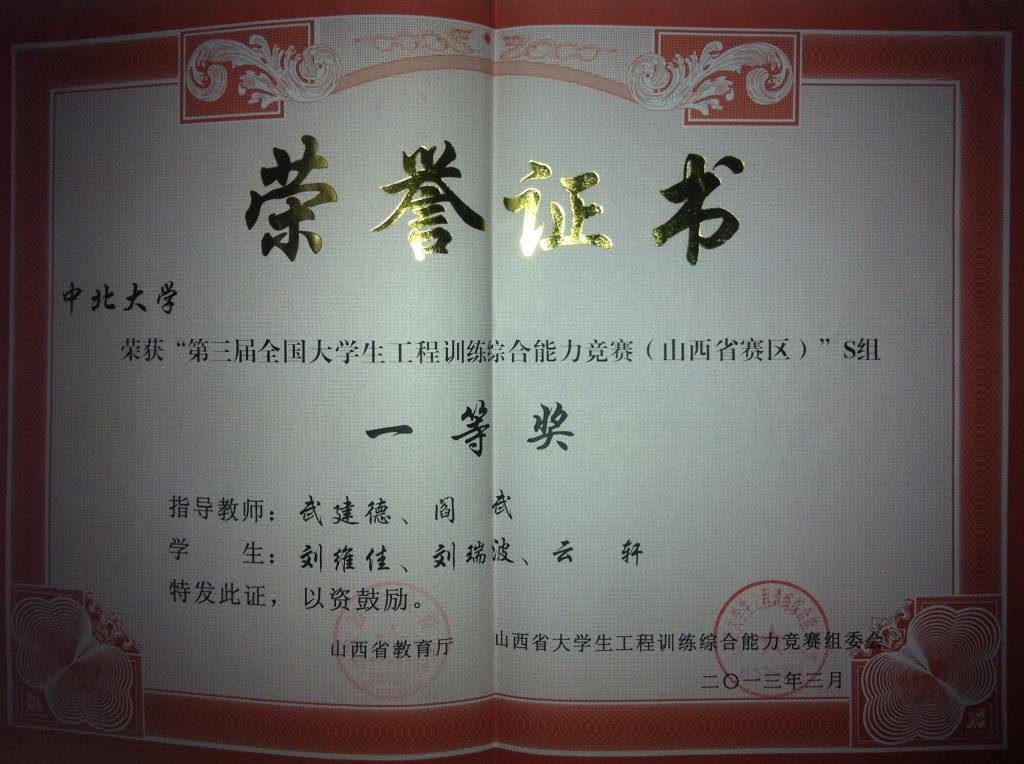 荣誉证书
中北大学
荣获“第三届全国大学生工程训练综合能力竞赛（山西省赛区）”S组
一等奖
指导教师：武建德、阎 武
学 生：刘维佳、刘瑞波、云 轩
特发此证，以资鼓励。
山西省教育厅 山西省大学生工程训练综合能力竞赛组委会
二〇一三年三月